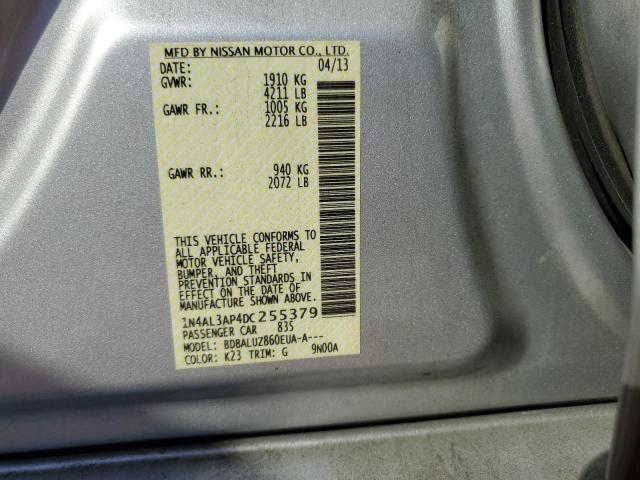 MFD BY NISSAN MOTOR CO., LTD.
DATE: 04/13
GVWR: 1910 KG
4211 LB
GAWR FR.: 1005 KG
2216 LB
GAWR RR.: 940 KG
2072 LB
THIS VEHICLE CONFORMS TO
ALL APPLICABLE FEDERAL
MOTOR VEHICLE SAFETY,
BUMPER, AND THEFT
PREVENTION STANDARDS IN
EFFECT ON THE DATE OF
MANUFACTURE SHOWN ABOVE.
1N4AL3AP4DC255379
PASSENGER CAR 835
MODEL: BDBALUZ860EUA-A---
COLOR: K23 TRIM: G 9N00A